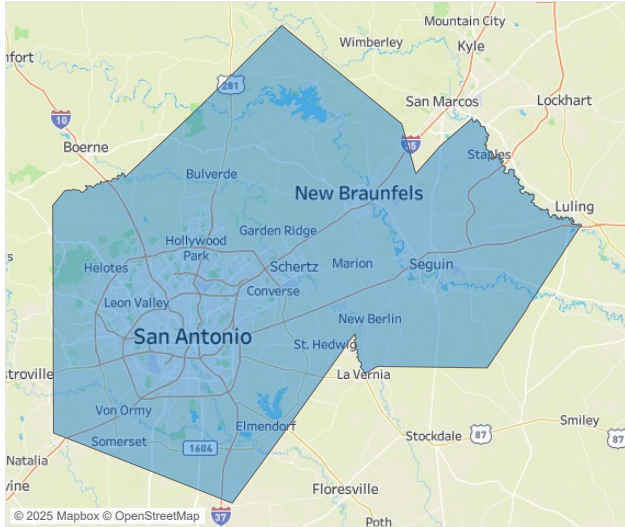 Mountain City
Wimberley
Kyle
nfort
281
San Marcos
Lockhart
10
Boerne
35
Staples
Bulverde
New Braunfels
Luling
Garden Ridge
Hollywood
Park
Helotes
Schertz
Marion
Seguin
Converse
Leon Valley
New Berlin
San Antonio
St. Hedwig
La Vernia
stroville
Von Ormy
Elmendorf
Smiley
Somerset
1604
Stockdale
87
87
Natalia
vine
Floresville
© 2025 Mapbox © OpenStreetMap
37
Poth